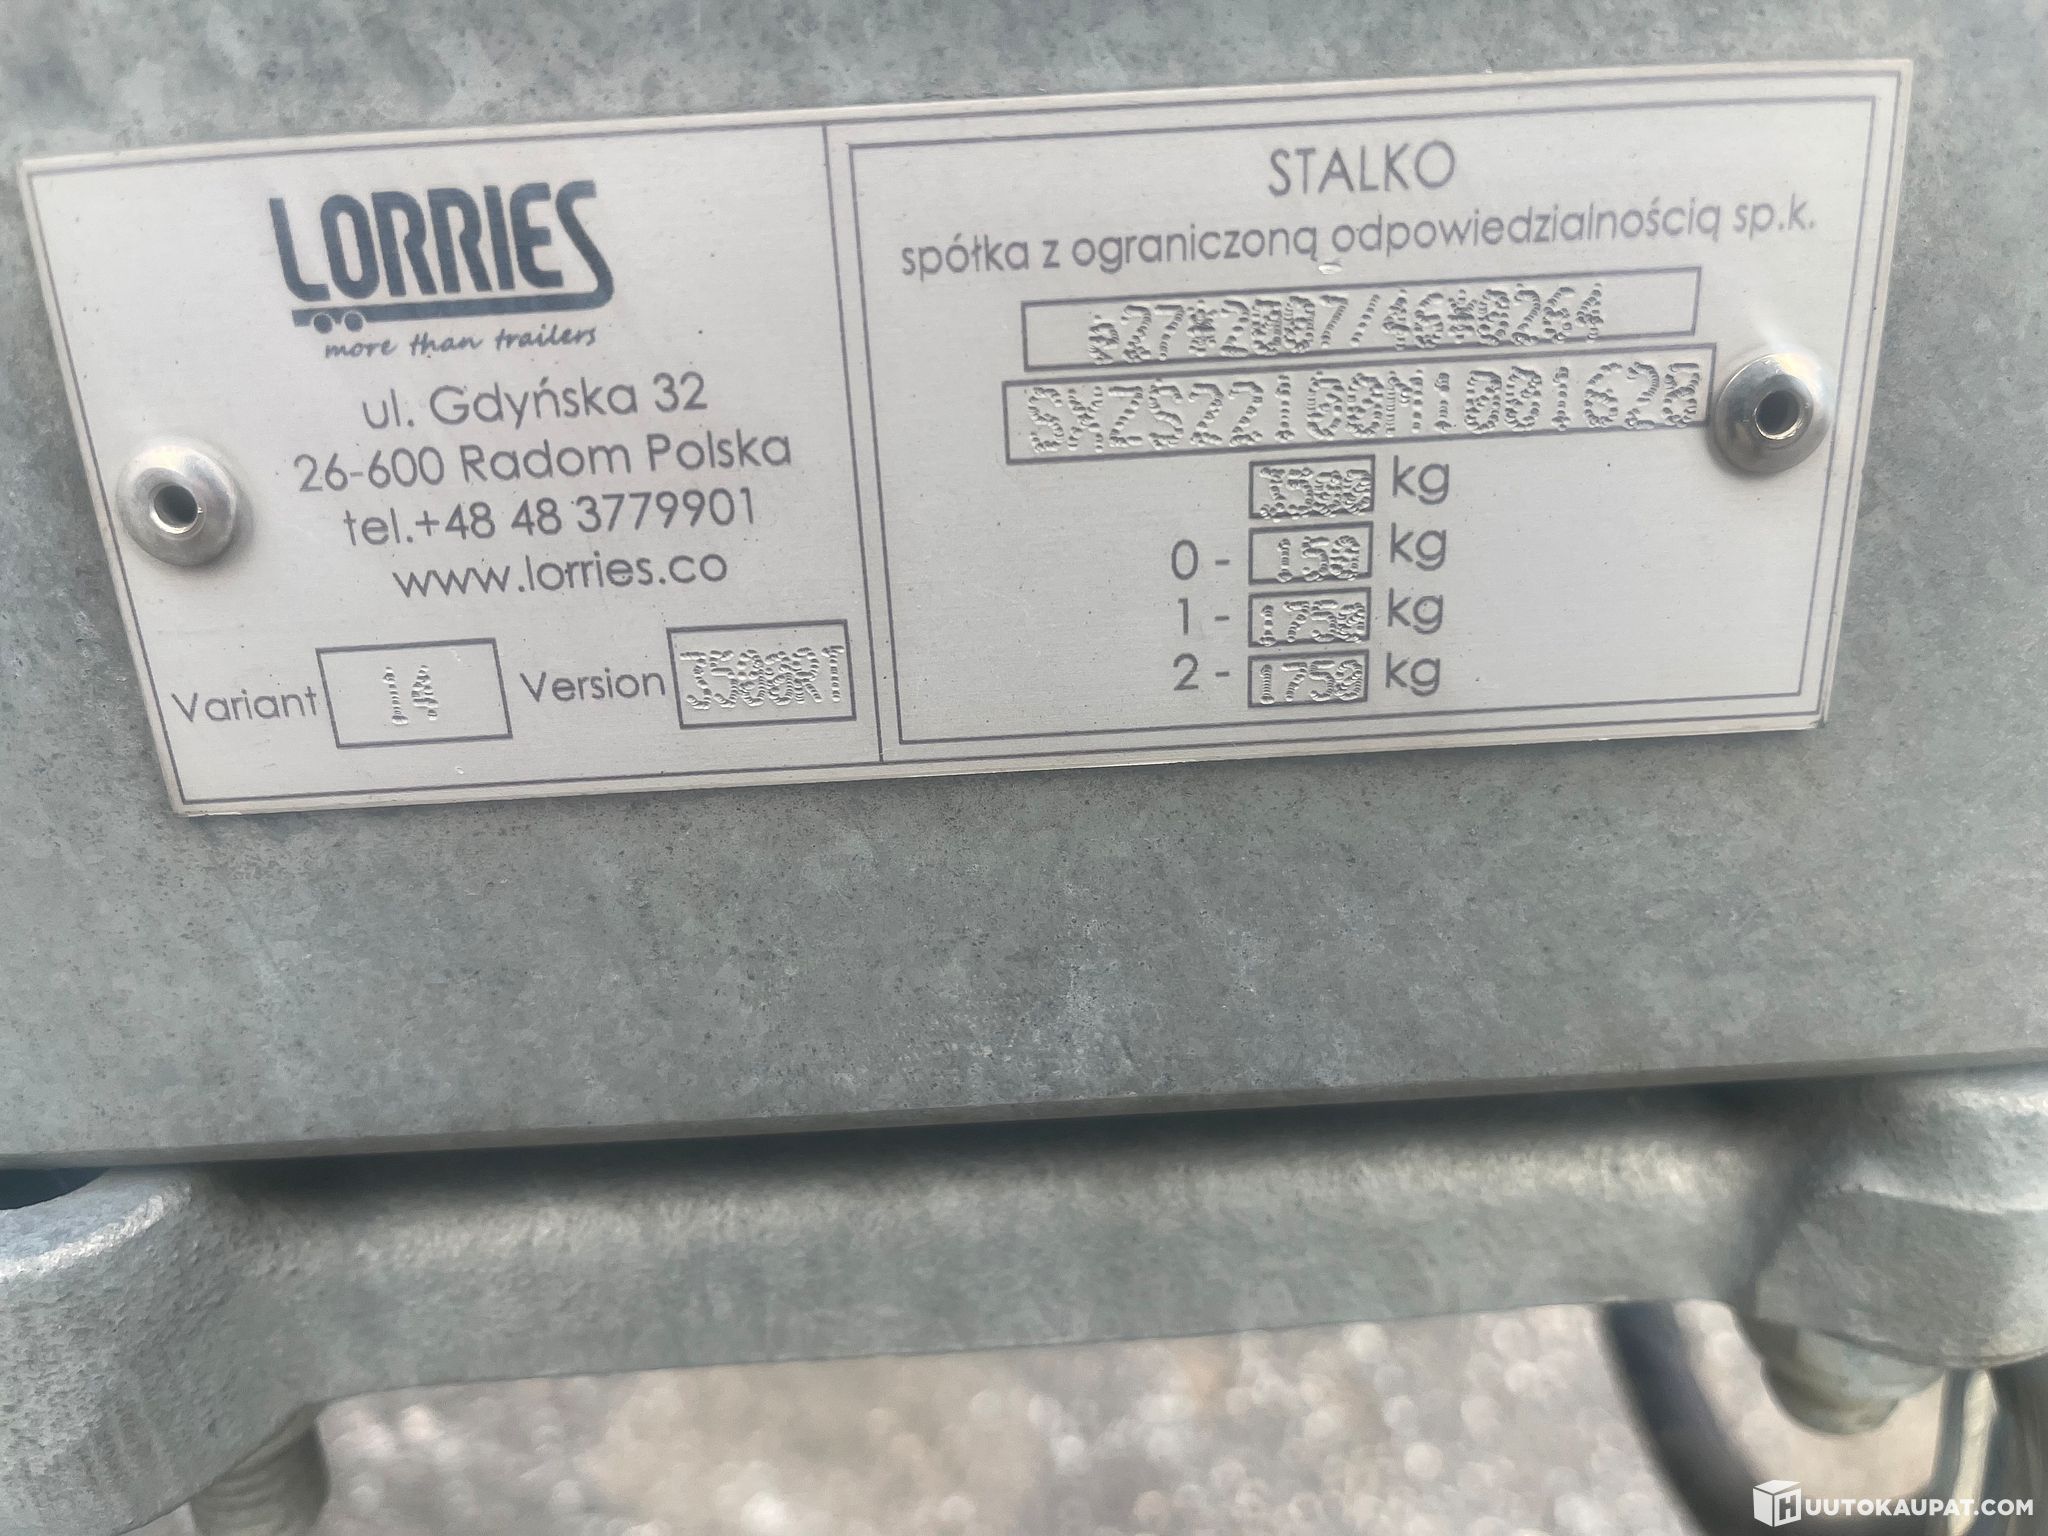 LORRIES
more than trailers
ul. Gdyńska 32
26-600 Radom Polska
tel.+48 48 3779901
www.lorries.co
Variant 14 Version 3500R1
STALKO
spółka z ograniczoną odpowiedzialnością sp.k.
3500 kg
0 - 150 kg
1 - 1750 kg
2 - 1750 kg
HUUTOKAUPAT.COM